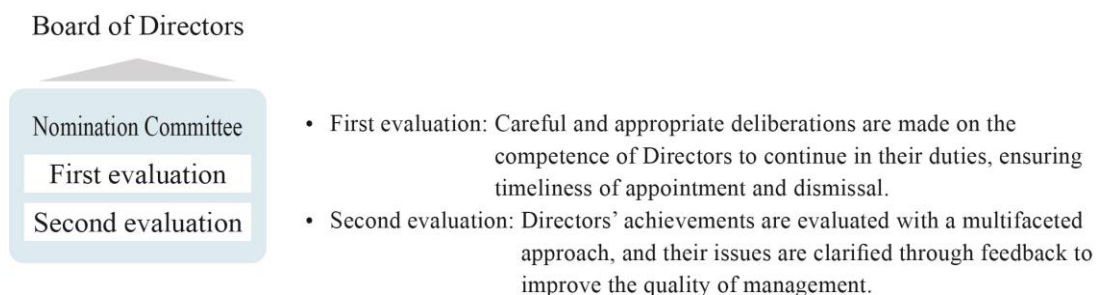 Board of Directors
Nomination Committee
First evaluation
Second evaluation
• First evaluation: Careful and appropriate deliberations are made on the
competence of Directors to continue in their duties, ensuring
timeliness of appointment and dismissal.
• Second evaluation: Directors’ achievements are evaluated with a multifaceted
approach, and their issues are clarified through feedback to
improve the quality of management.